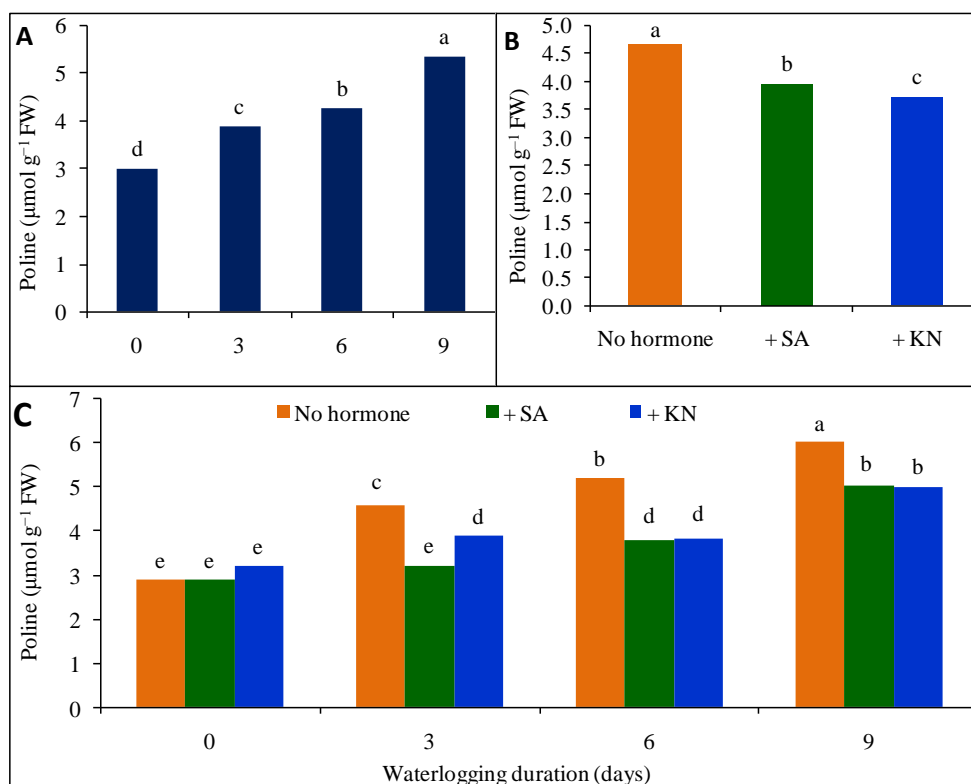 A
Poline (µmol g⁻¹ FW)
6
5
4
3
2
1
0
d
c
b
a
0 3 6 9
B
Poline (µmol g⁻¹ FW)
5.0
4.5
4.0
3.5
3.0
2.5
2.0
1.5
1.0
0.5
0.0
a
b
c
No hormone + SA + KN
C
No hormone + SA + KN
Poline (µmol g⁻¹ FW)
7
6
5
4
3
2
1
0
e e e
c e d
b d d
a b b
0 3 6 9
Waterlogging duration (days)